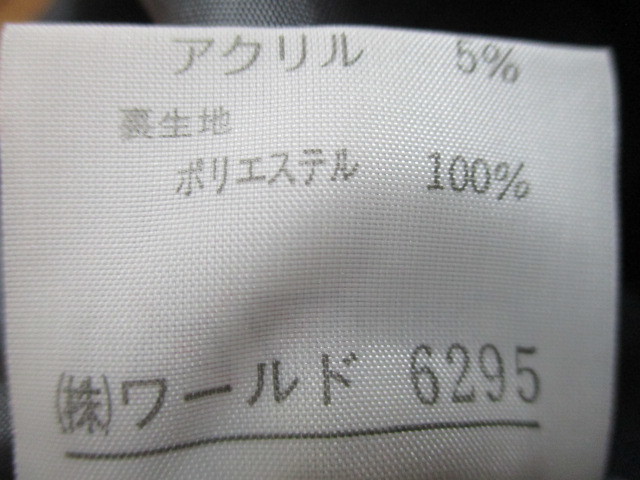 アクリル 5%
裏生地
ポリエステル 100%
㈱ワールド 6295